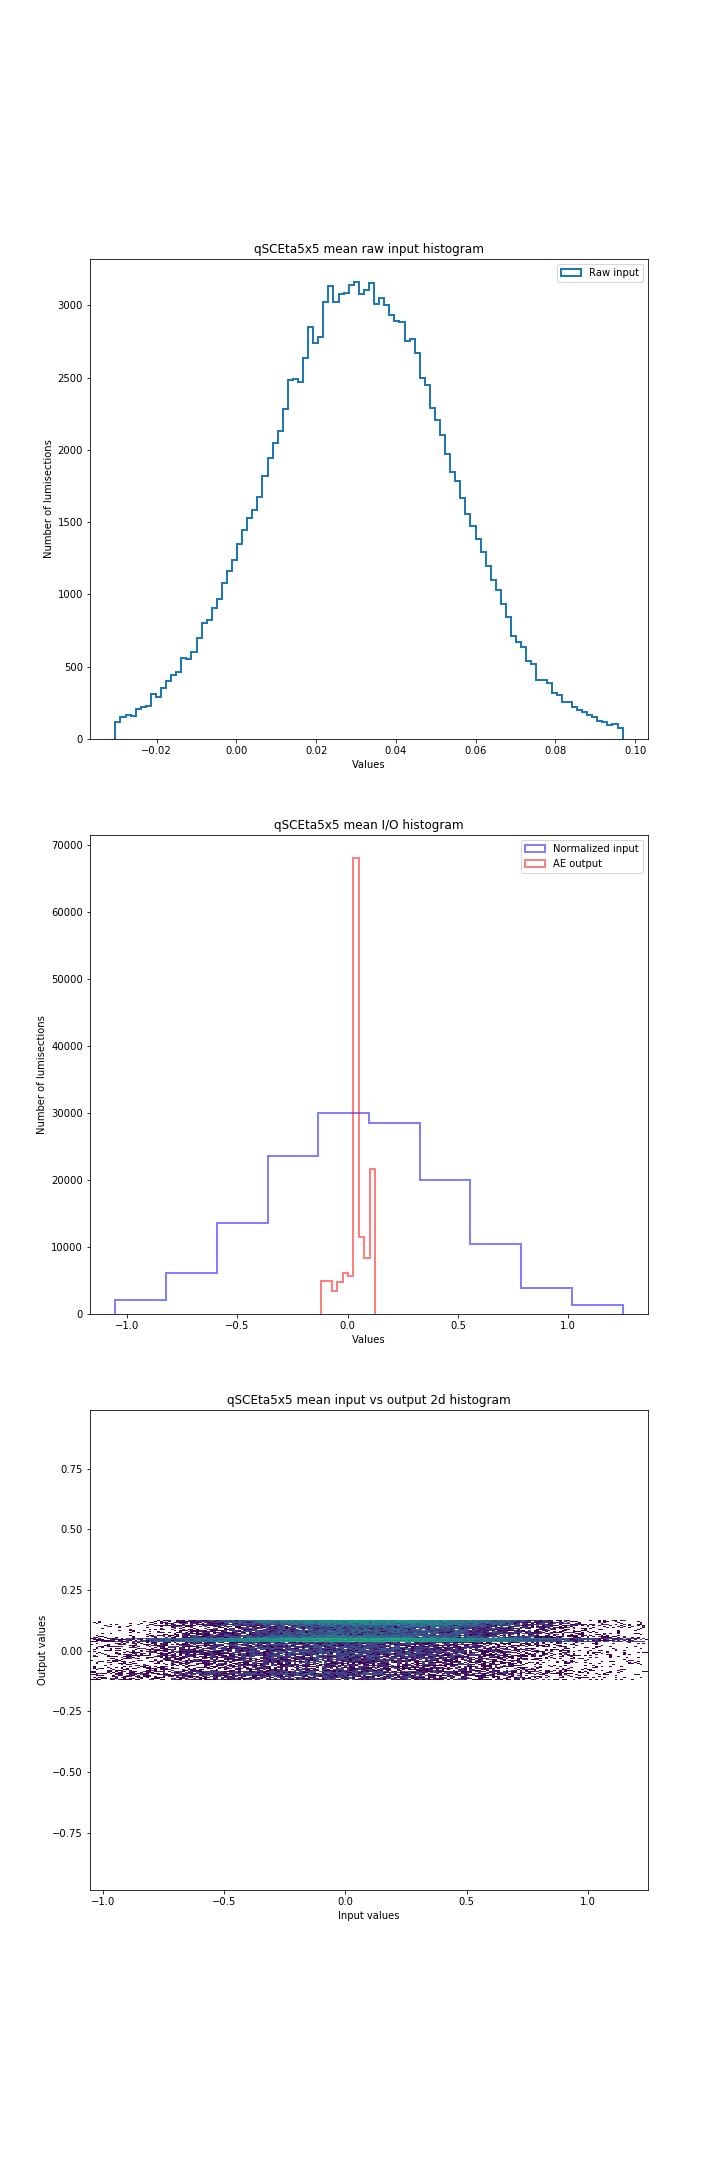 qSCEta5x5 mean raw input histogram
Raw input
3000
2500
2000
1500
1000
500
0
Number of lumisections
−0.02 0.00 0.02 0.04 0.06 0.08 0.10
Values
qSCEta5x5 mean I/O histogram
Normalized input
AE output
70000
60000
50000
40000
30000
20000
10000
0
Number of lumisections
−1.0 −0.5 0.0 0.5 1.0
Values
qSCEta5x5 mean input vs output 2d histogram
0.75
0.50
0.25
0.00
−0.25
−0.50
−0.75
Output values
−1.0 −0.5 0.0 0.5 1.0
Input values